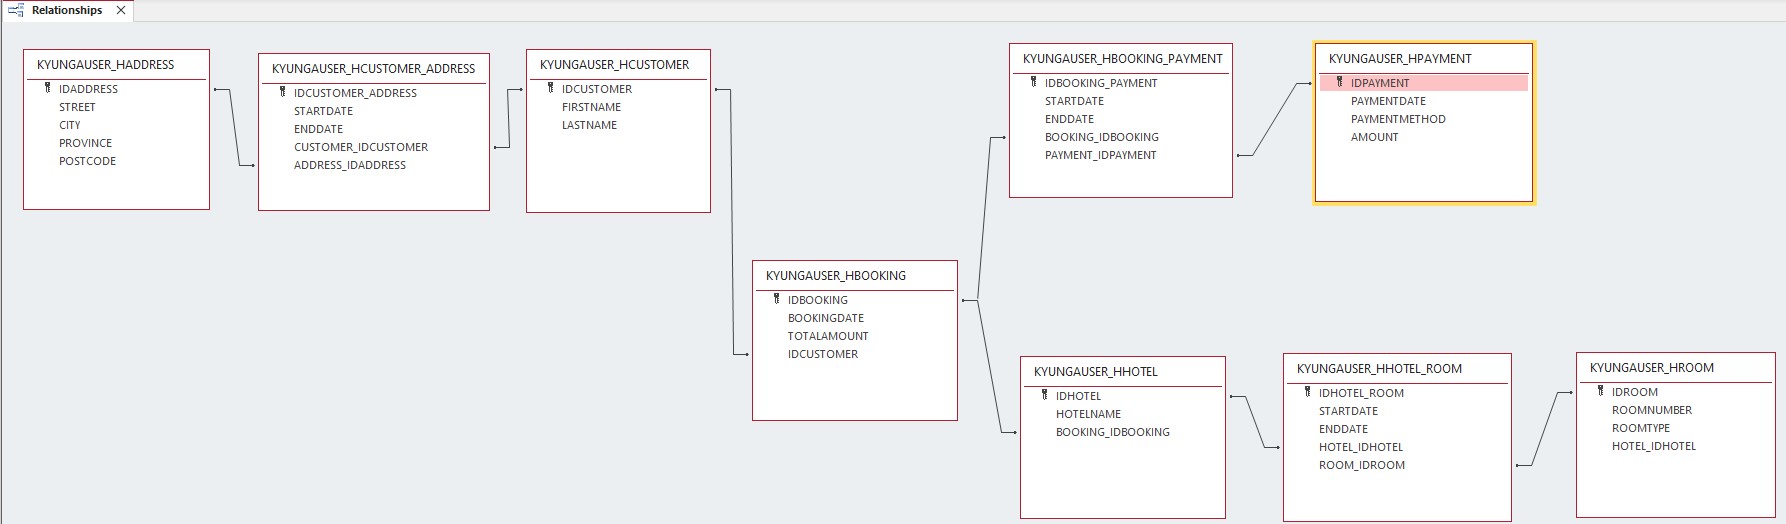 Relationships
KYUNGAUSER_HADDRESS
IDADDRESS
STREET
CITY
PROVINCE
POSTCODE
KYUNGAUSER_HCUSTOMER_ADDRESS
IDCUSTOMER_ADDRESS
STARTDATE
ENDDATE
CUSTOMER_IDCUSTOMER
ADDRESS_IDADDRESS
KYUNGAUSER_HCUSTOMER
IDCUSTOMER
FIRSTNAME
LASTNAME
KYUNGAUSER_HBOOKING_PAYMENT
IDBOOKING_PAYMENT
STARTDATE
ENDDATE
BOOKING_IDBOOKING
PAYMENT_IDPAYMENT
KYUNGAUSER_HPAYMENT
IDPAYMENT
PAYMENTDATE
PAYMENTMETHOD
AMOUNT
KYUNGAUSER_HBOOKING
IDBOOKING
BOOKINGDATE
TOTALAMOUNT
IDCUSTOMER
KYUNGAUSER_HHOTEL
IDHOTEL
HOTELNAME
BOOKING_IDBOOKING
KYUNGAUSER_HHOTEL_ROOM
IDHOTEL_ROOM
STARTDATE
ENDDATE
HOTEL_IDHOTEL
ROOM_IDROOM
KYUNGAUSER_HROOM
IDROOM
ROOMNUMBER
ROOMTYPE
HOTEL_IDHOTEL